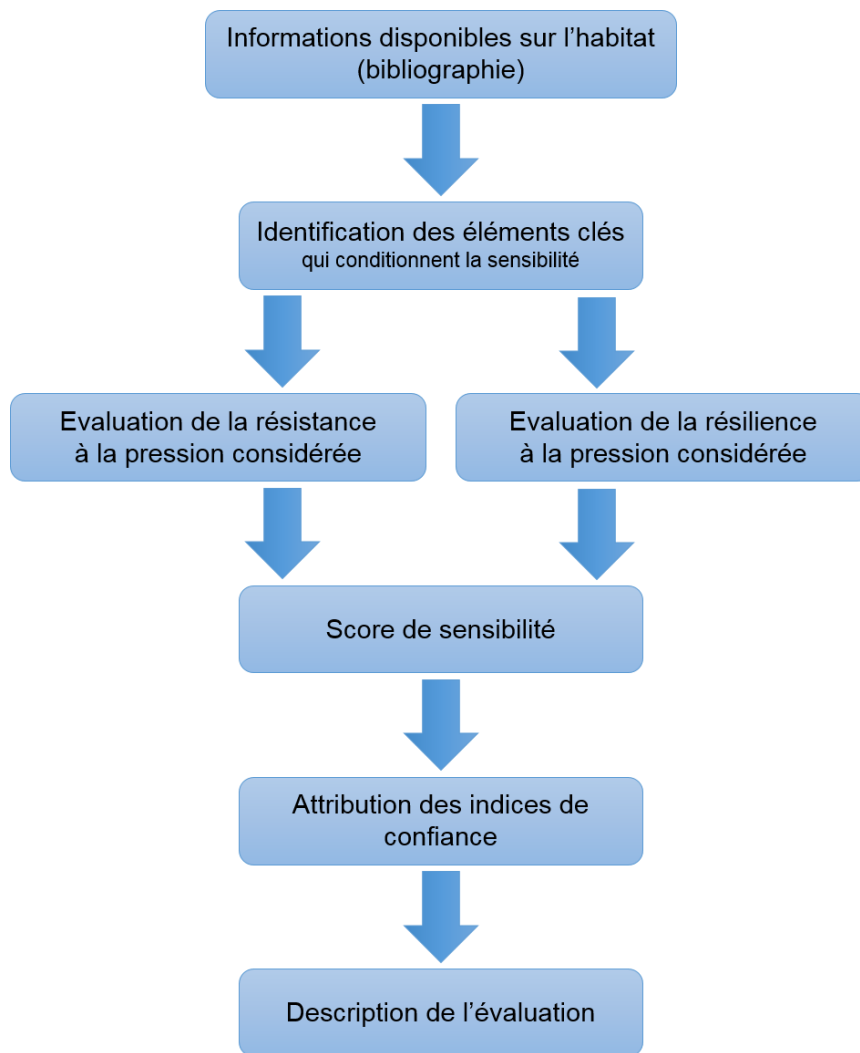 Informations disponibles sur l’habitat
(bibliographie)
Identification des éléments clés
qui conditionnent la sensibilité
Evaluation de la résistance
à la pression considérée
Evaluation de la résilience
à la pression considérée
Score de sensibilité
Attribution des indices de
confiance
Description de l’évaluation